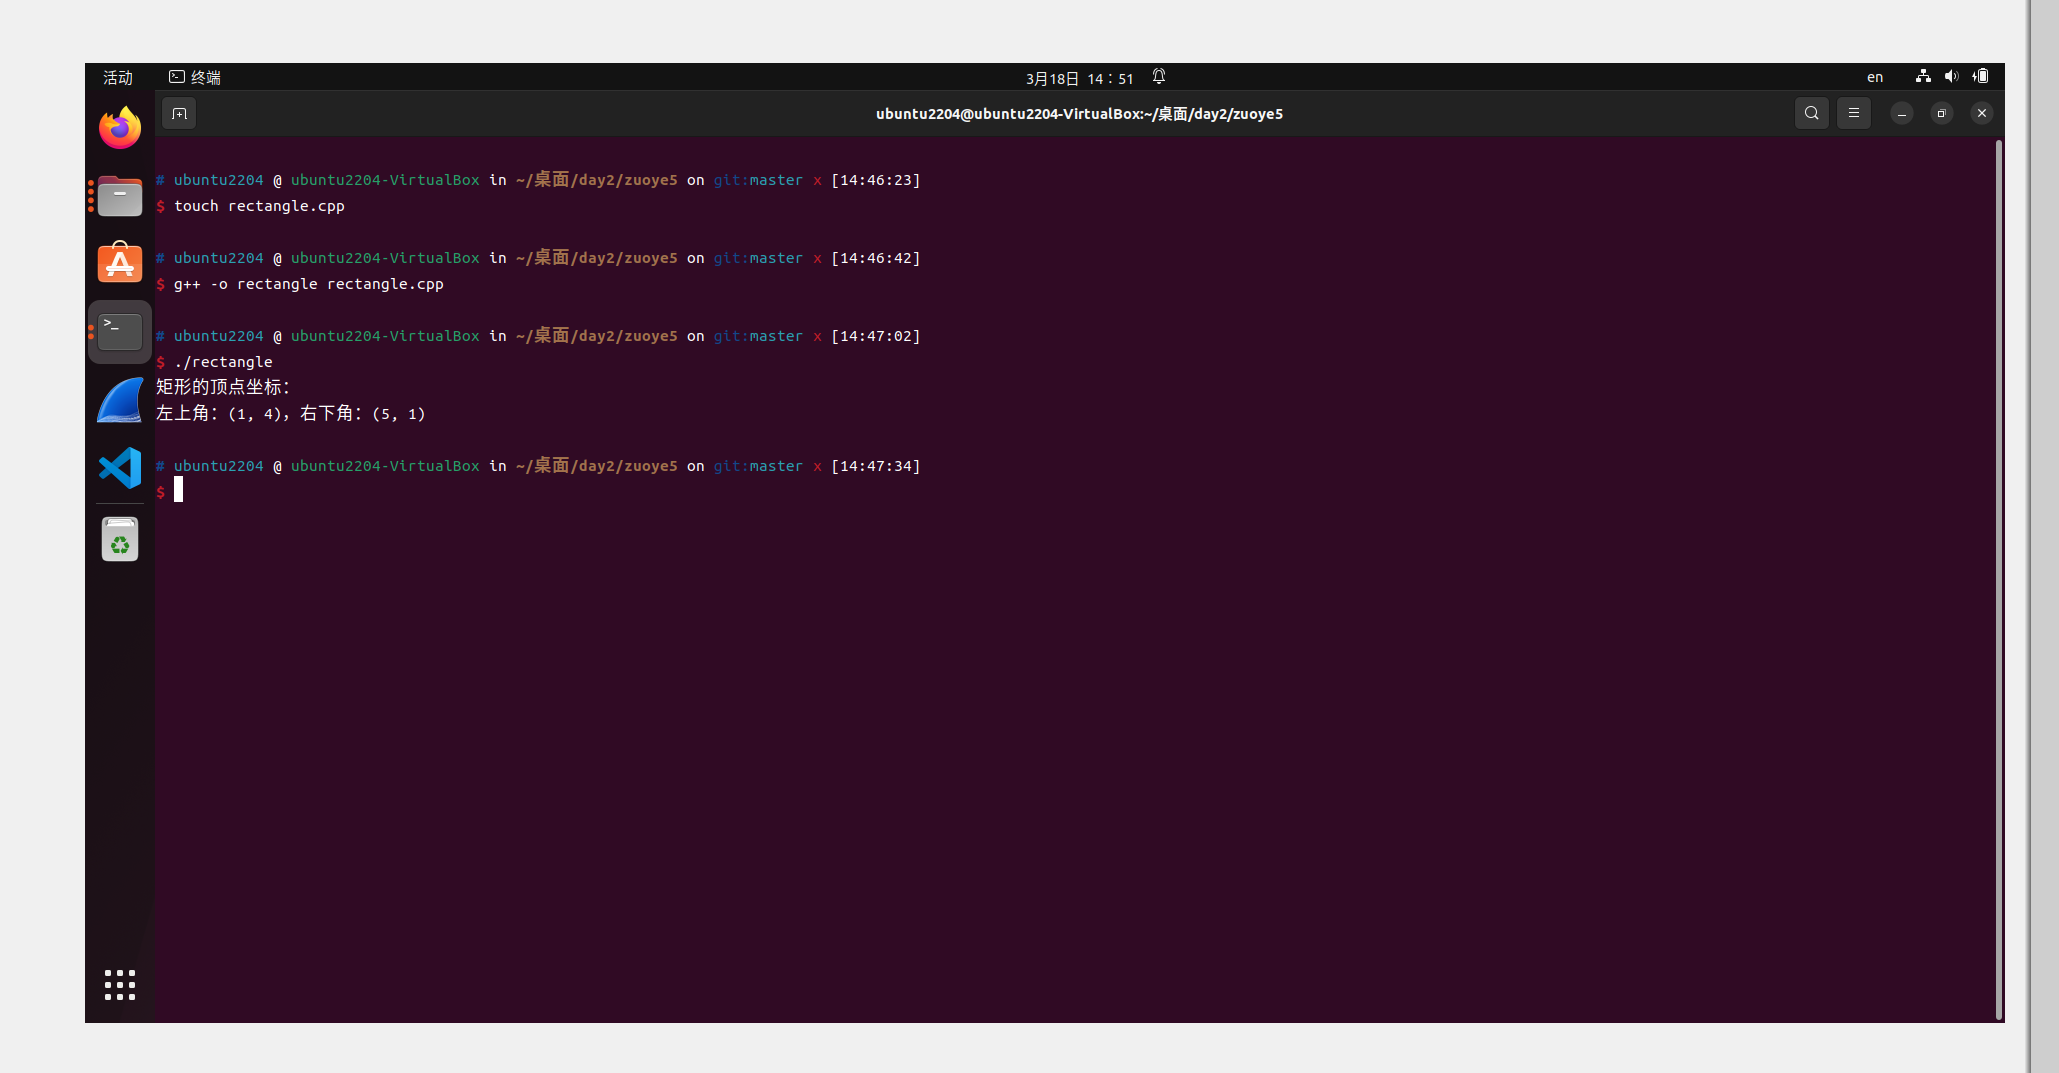 活动 终端 3月18日 14：51 en
ubuntu2204@ubuntu2204-VirtualBox:~/桌面/day2/zuoye5
# ubuntu2204 @ ubuntu2204-VirtualBox in ~/桌面/day2/zuoye5 on git:master x [14:46:23]
$ touch rectangle.cpp
# ubuntu2204 @ ubuntu2204-VirtualBox in ~/桌面/day2/zuoye5 on git:master x [14:46:42]
$ g++ -o rectangle rectangle.cpp
# ubuntu2204 @ ubuntu2204-VirtualBox in ~/桌面/day2/zuoye5 on git:master x [14:47:02]
$ ./rectangle
矩形的顶点坐标：
左上角：(1, 4)，右下角：(5, 1)
# ubuntu2204 @ ubuntu2204-VirtualBox in ~/桌面/day2/zuoye5 on git:master x [14:47:34]
$